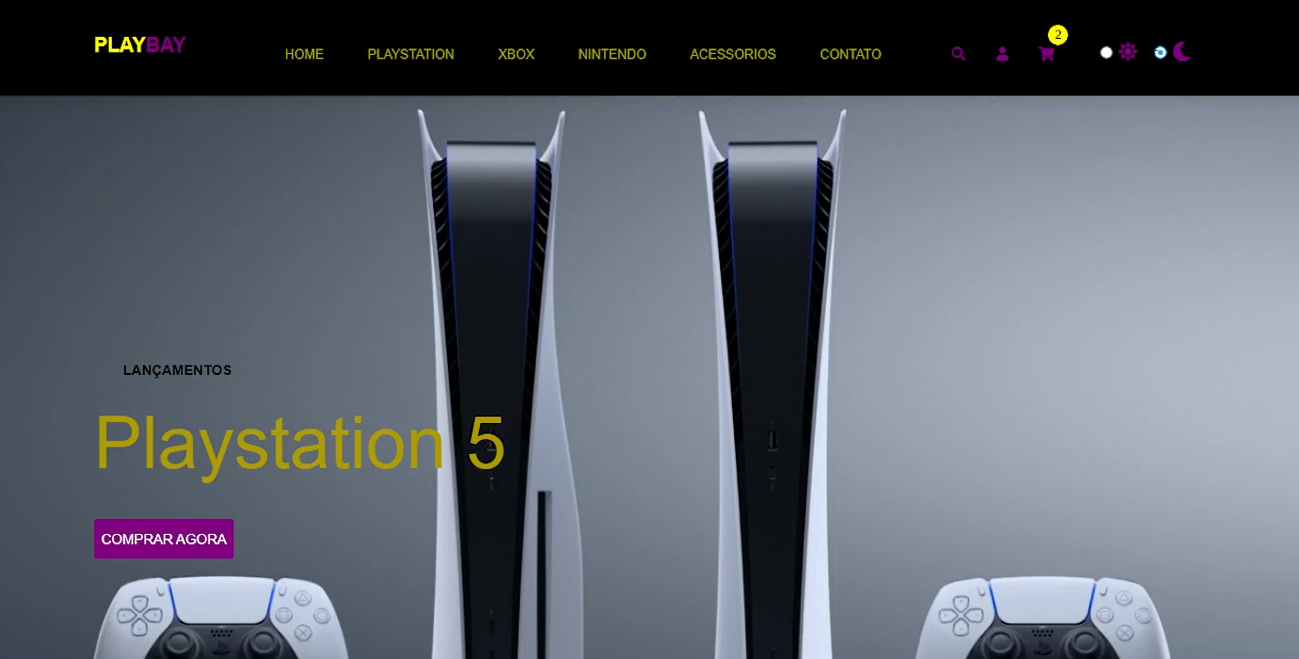 PLAYBAY
HOME PLAYSTATION XBOX NINTENDO ACESSORIOS CONTATO
2
LANÇAMENTOS
Playstation 5
COMPRAR AGORA